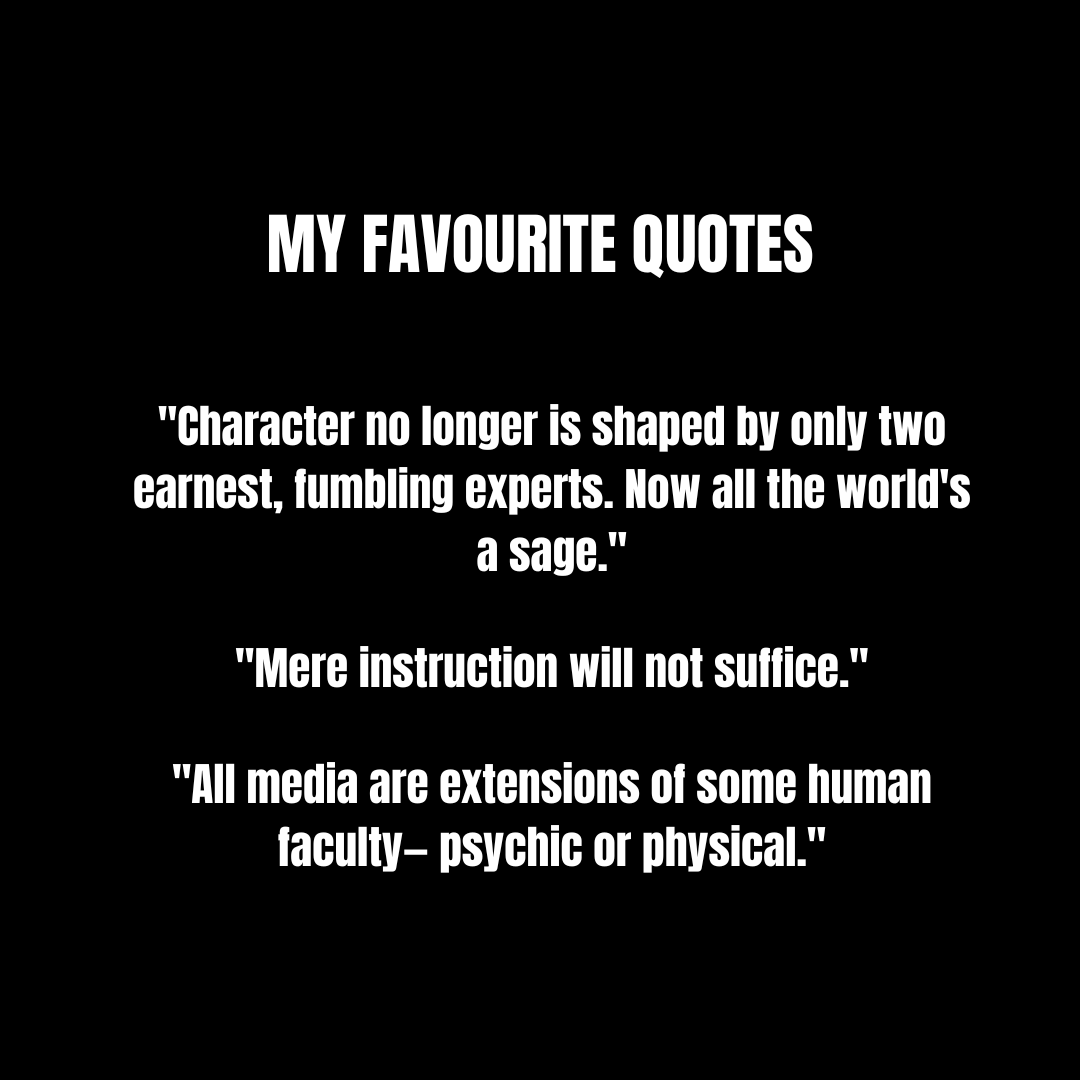 MY FAVOURITE QUOTES
"Character no longer is shaped by only two
earnest, fumbling experts. Now all the world's
a sage."
"Mere instruction will not suffice."
"All media are extensions of some human
faculty– psychic or physical."